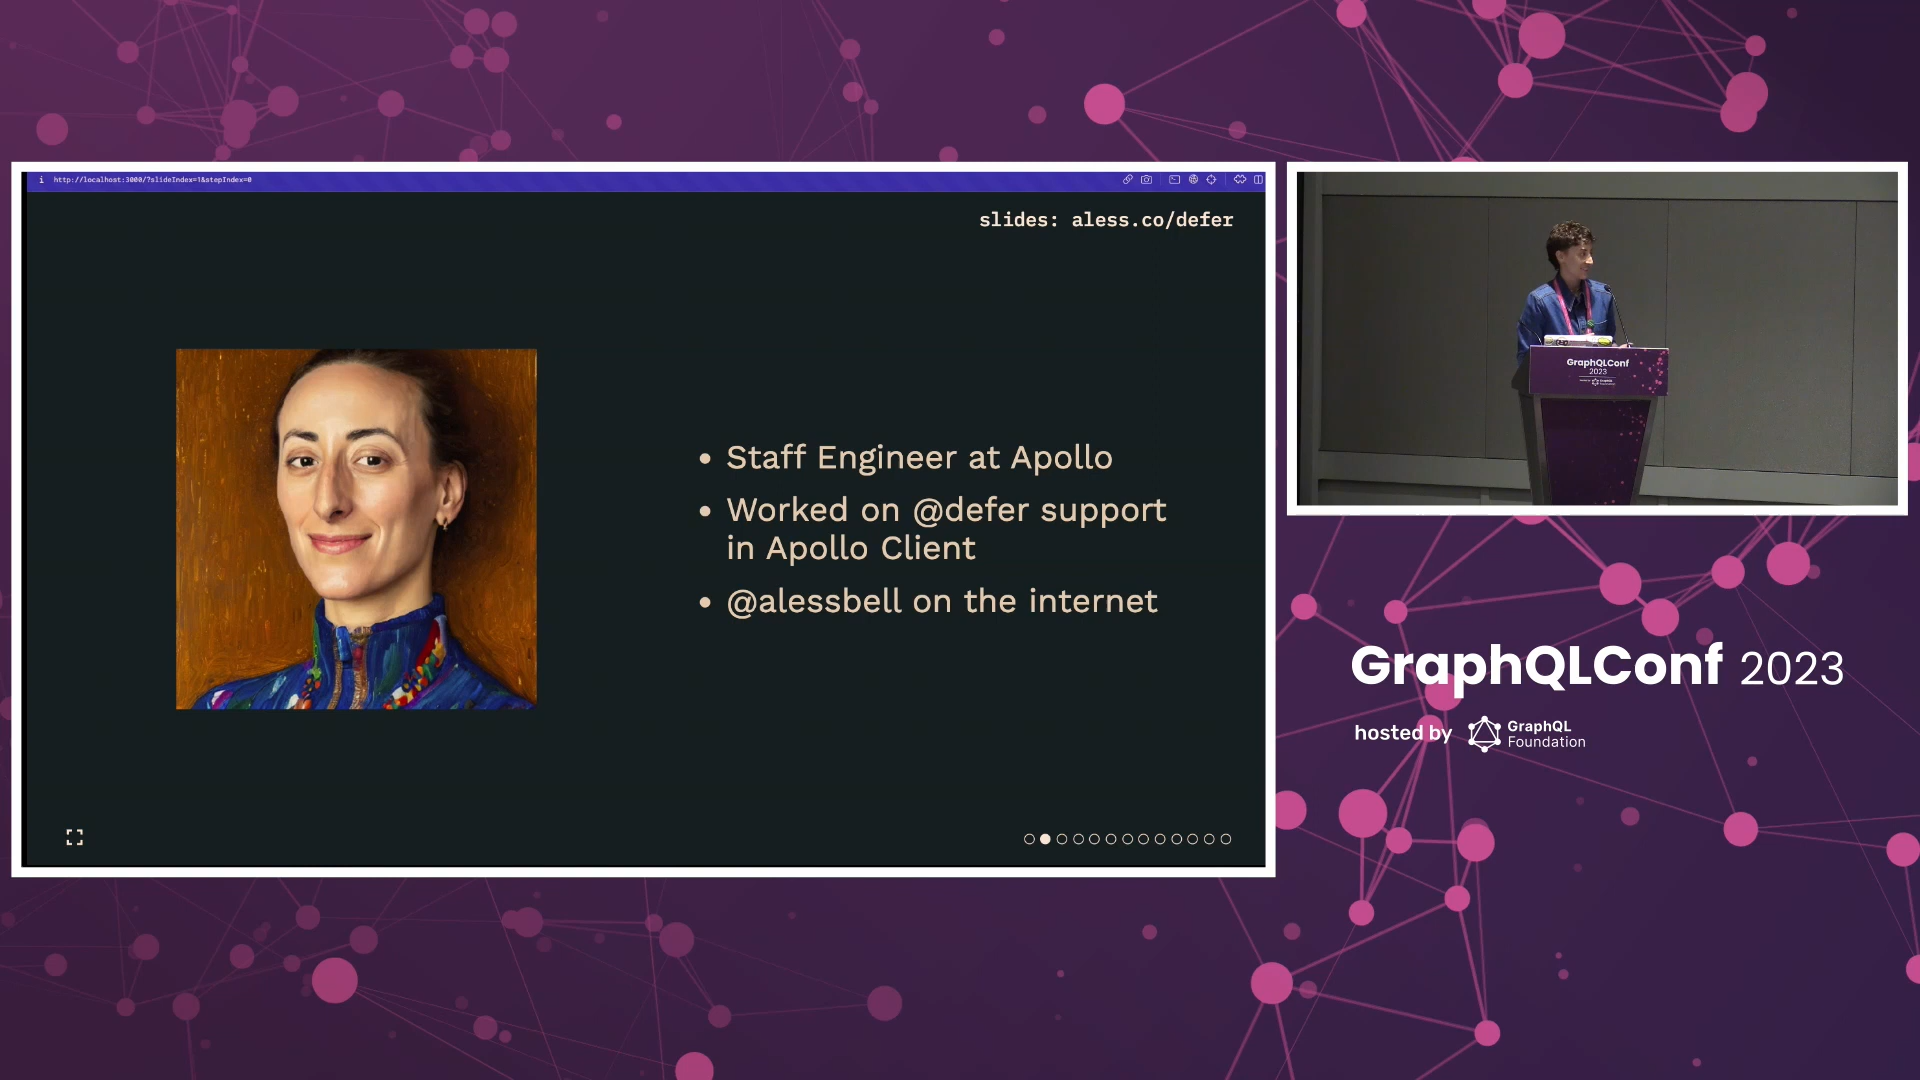 http://localhost:3000/?slideIndex=1&stepIndex=0
slides: aless.co/defer
• Staff Engineer at Apollo
• Worked on @defer support
in Apollo Client
• @alessbell on the internet
GraphQLConf
2023
GraphQLConf 2023
hosted by GraphQL
Foundation